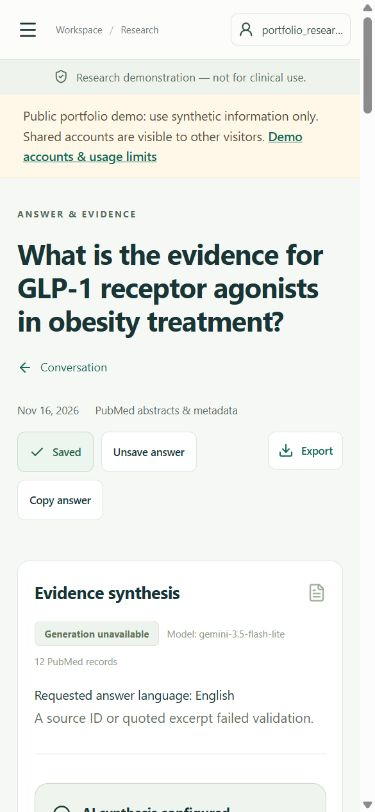 Workspace / Research
portfolio_resear...
Research demonstration — not for clinical use.
Public portfolio demo: use synthetic information only.
Shared accounts are visible to other visitors. Demo
accounts & usage limits
ANSWER & EVIDENCE
What is the evidence for
GLP-1 receptor agonists
in obesity treatment?
Conversation
Nov 16, 2026 PubMed abstracts & metadata
Saved
Unsave answer
Export
Copy answer
Evidence synthesis
Generation unavailable
Model: gemini-3.5-flash-lite
12 PubMed records
Requested answer language: English
A source ID or quoted excerpt failed validation.
AI synthesis configured